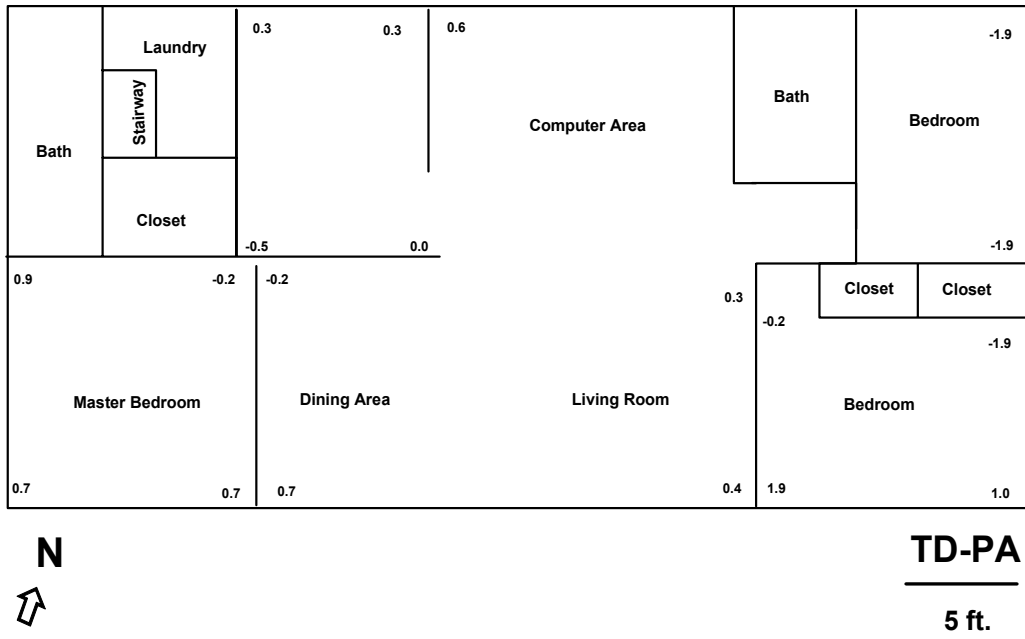 0.3
0.3
0.6
-1.9
Laundry
Stairway
Bath
Computer Area
Bath
Bedroom
Closet
-0.5
0.0
-1.9
0.9
-0.2
-0.2
0.3
-0.2
Closet
Closet
-1.9
Master Bedroom
Dining Area
Living Room
Bedroom
0.7
0.7
0.7
0.4
1.9
1.0
N
TD-PA
5 ft.